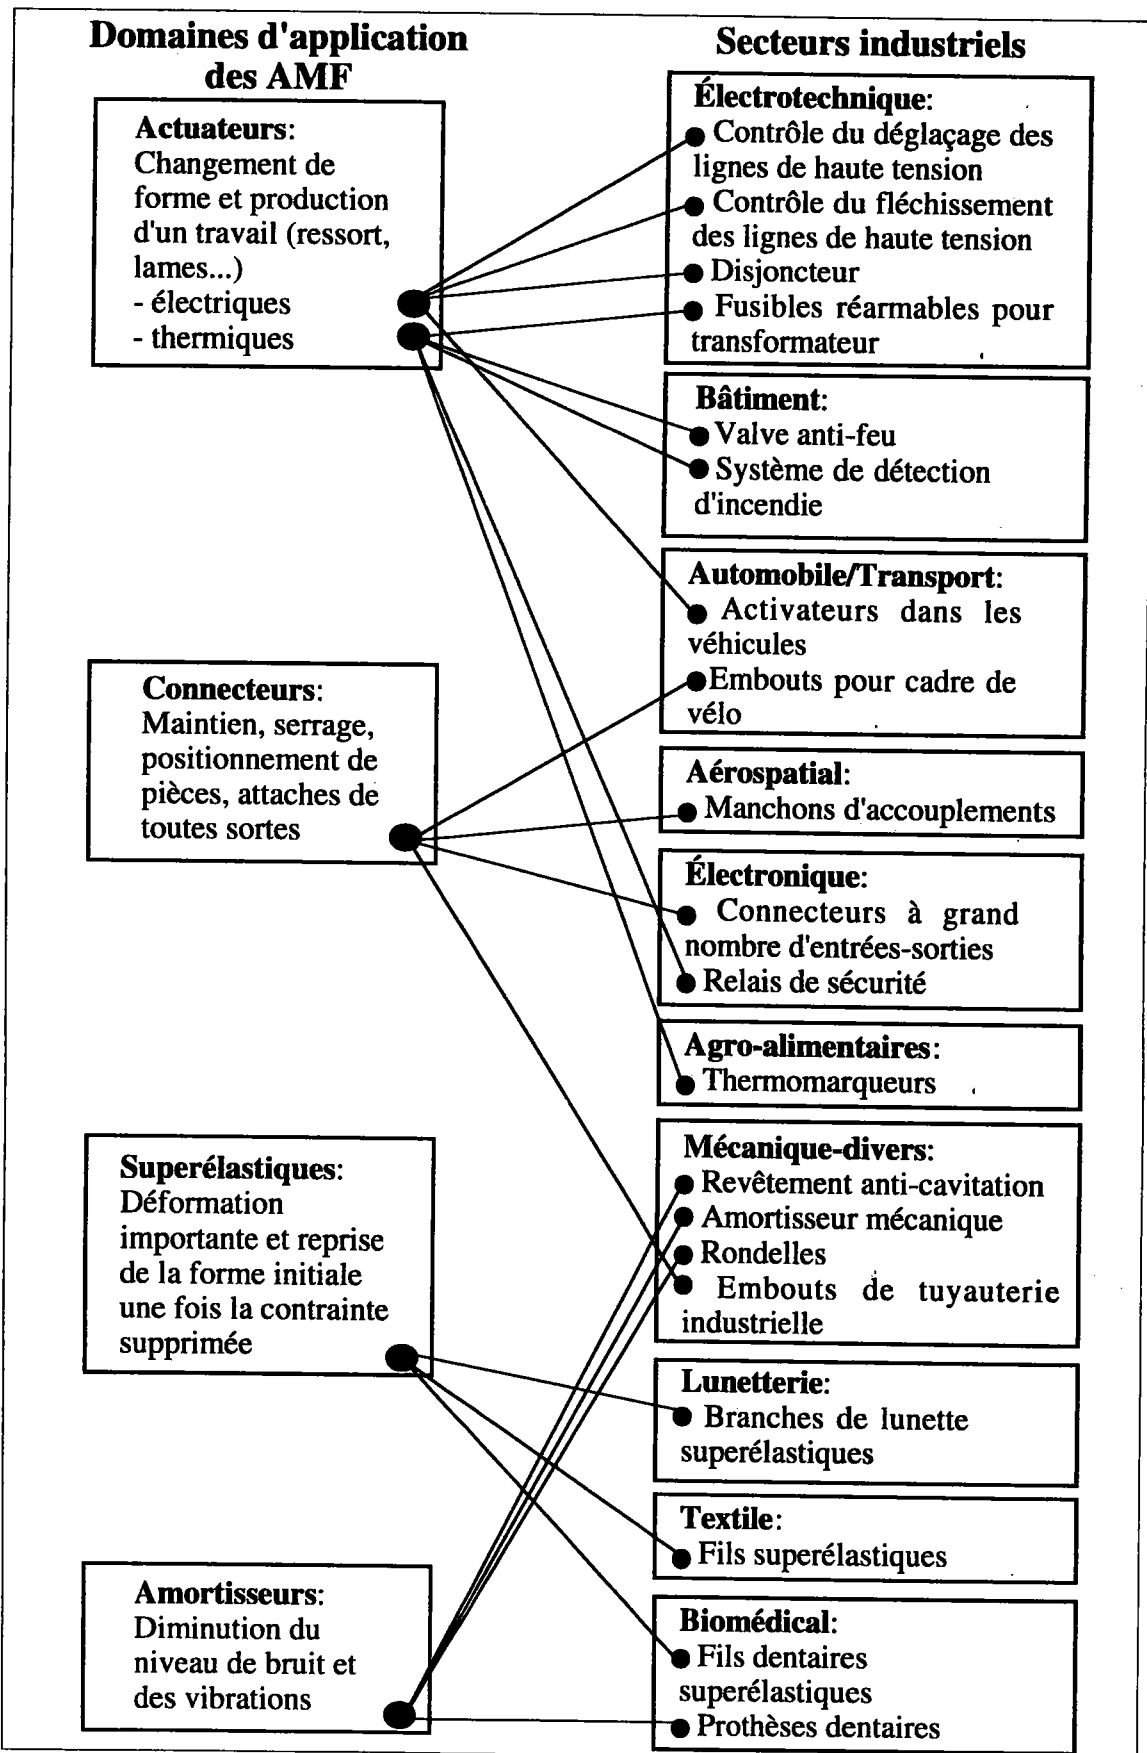 Domaines d'application
des AMF
Actuateurs:
Changement de
forme et production
d'un travail (ressort,
lames...)
- électriques
- thermiques
Connecteurs:
Maintien, serrage,
positionnement de
pièces, attaches de
toutes sortes
Superélastiques:
Déformation
importante et reprise
de la forme initiale
une fois la contrainte
supprimée
Amortisseurs:
Diminution du
niveau de bruit et
des vibrations
Secteurs industriels
Électrotechnique:
Contrôle du déglaçage des
lignes de haute tension
Contrôle du fléchissement
des lignes de haute tension
Disjoncteur
Fusibles réarmables pour
transformateur
Bâtiment:
Valve anti-feu
Système de détection
d'incendie
Automobile/Transport:
Activateurs dans les
véhicules
Embouts pour cadre de
vélo
Aérospatial:
Manchons d'accouplements
Électronique:
Connecteurs à grand
nombre d'entrées-sorties
Relais de sécurité
Agro-alimentaires:
Thermomarqueurs
Mécanique-divers:
Revêtement anti-cavitation
Amortisseur mécanique
Rondelles
Embouts de tuyauterie
industrielle
Lunetterie:
Branches de lunette
superélastiques
Textile:
Fils superélastiques
Biomédical:
Fils dentaires
superélastiques
Prothèses dentaires